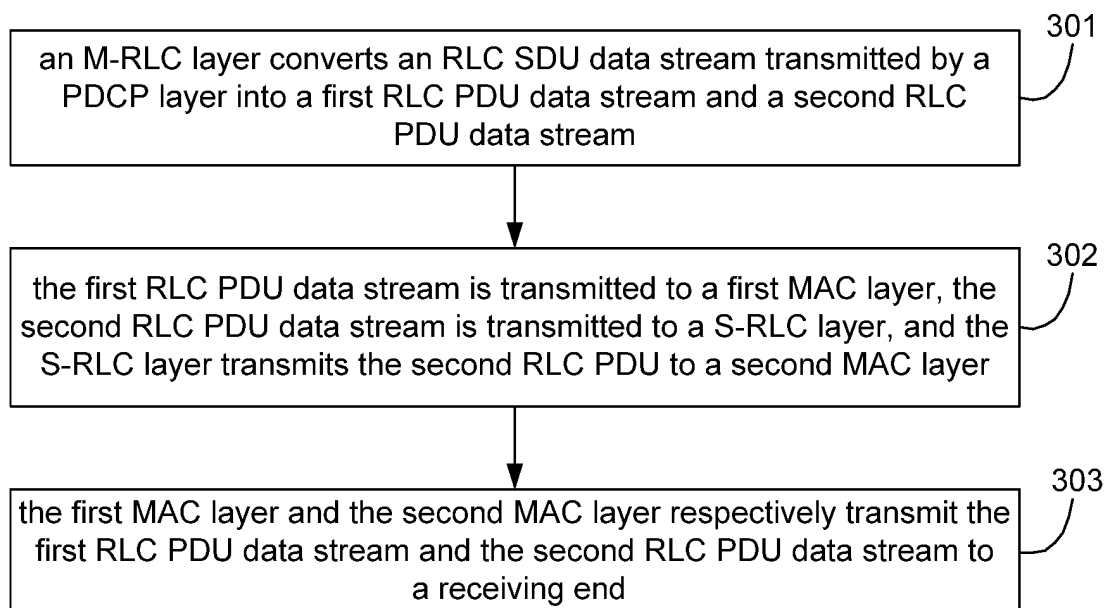 301
an M-RLC layer converts an RLC SDU data stream transmitted by a
PDCP layer into a first RLC PDU data stream and a second RLC
PDU data stream
302
the first RLC PDU data stream is transmitted to a first MAC layer, the
second RLC PDU data stream is transmitted to a S-RLC layer, and the
S-RLC layer transmits the second RLC PDU to a second MAC layer
303
the first MAC layer and the second MAC layer respectively transmit the
first RLC PDU data stream and the second RLC PDU data stream to
a receiving end